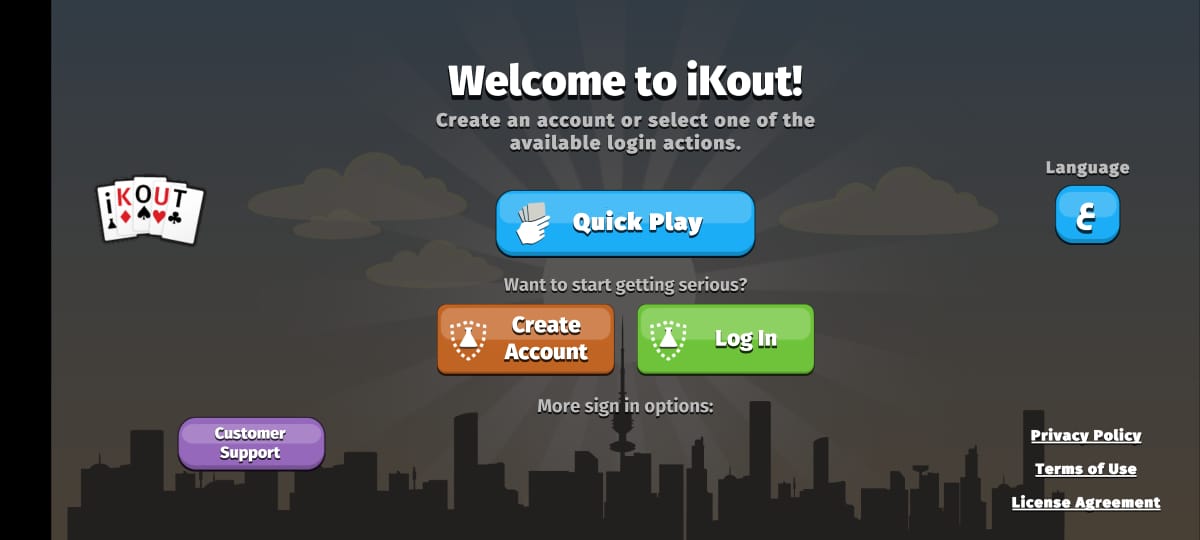 Welcome to iKout!
Create an account or select one of the
available login actions.
Language
iKOUT
Quick Play
ع
Want to start getting serious?
Create
Account
Log In
More sign in options:
Customer
Support
Privacy Policy
Terms of Use
License Agreement